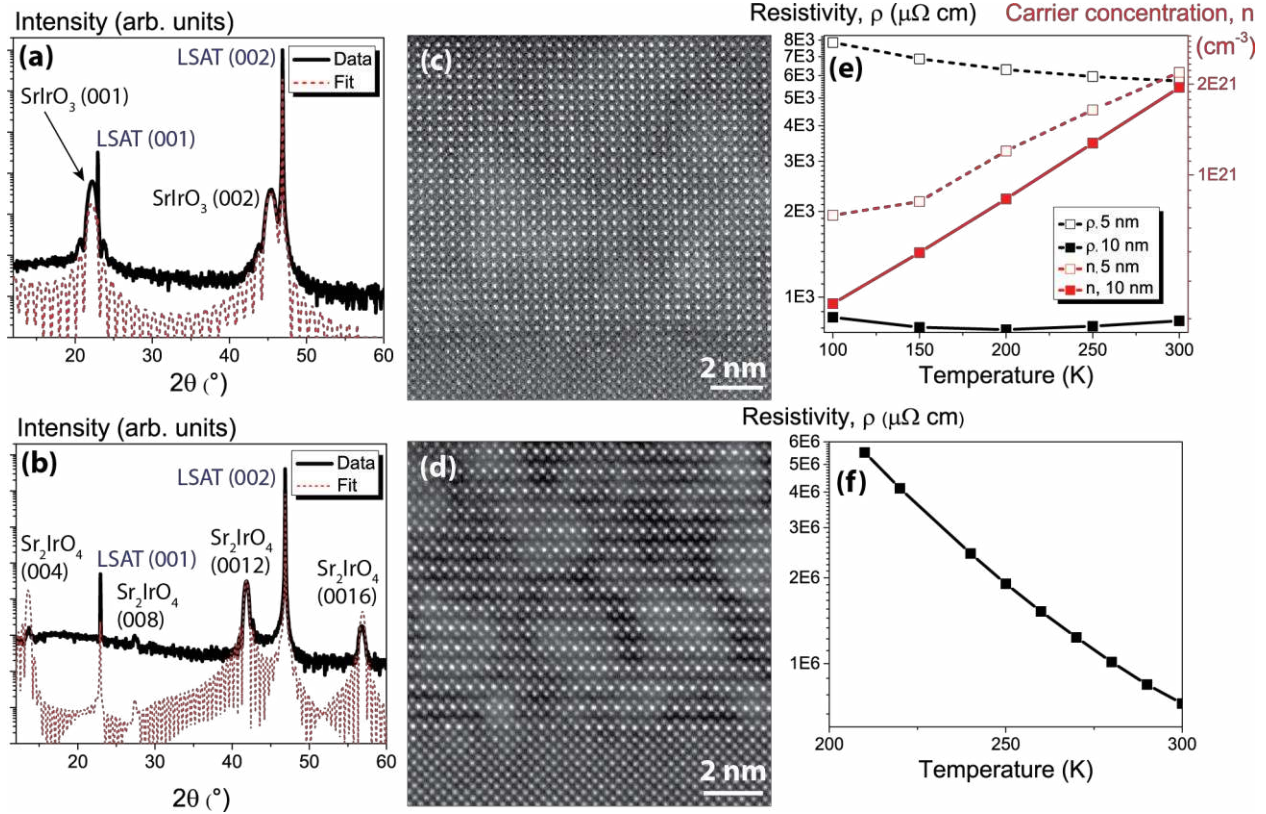 Intensity (arb. units)
(a)
LSAT (002)
Data
Fit
SrIrO₃ (001)
LSAT (001)
SrIrO₃ (002)
20 30 40 50 60
2θ (°)
(c)
2 nm
Resistivity, ρ (μΩ cm)
Carrier concentration, n
(cm⁻³)
(e)
8E3
7E3
6E3
5E3
3E3
2E3
1E3
2E21
1E21
ρ, 5 nm
ρ, 10 nm
n, 5 nm
n, 10 nm
100 150 200 250 300
Temperature (K)
Intensity (arb. units)
(b)
LSAT (002)
Data
Fit
Sr₂IrO₄
(004)
LSAT (001)
Sr₂IrO₄
(008)
Sr₂IrO₄
(0012)
Sr₂IrO₄
(0016)
20 30 40 50 60
2θ (°)
(d)
2 nm
Resistivity, ρ (μΩ cm)
(f)
6E6
5E6
4E6
3E6
2E6
1E6
200 250 300
Temperature (K)